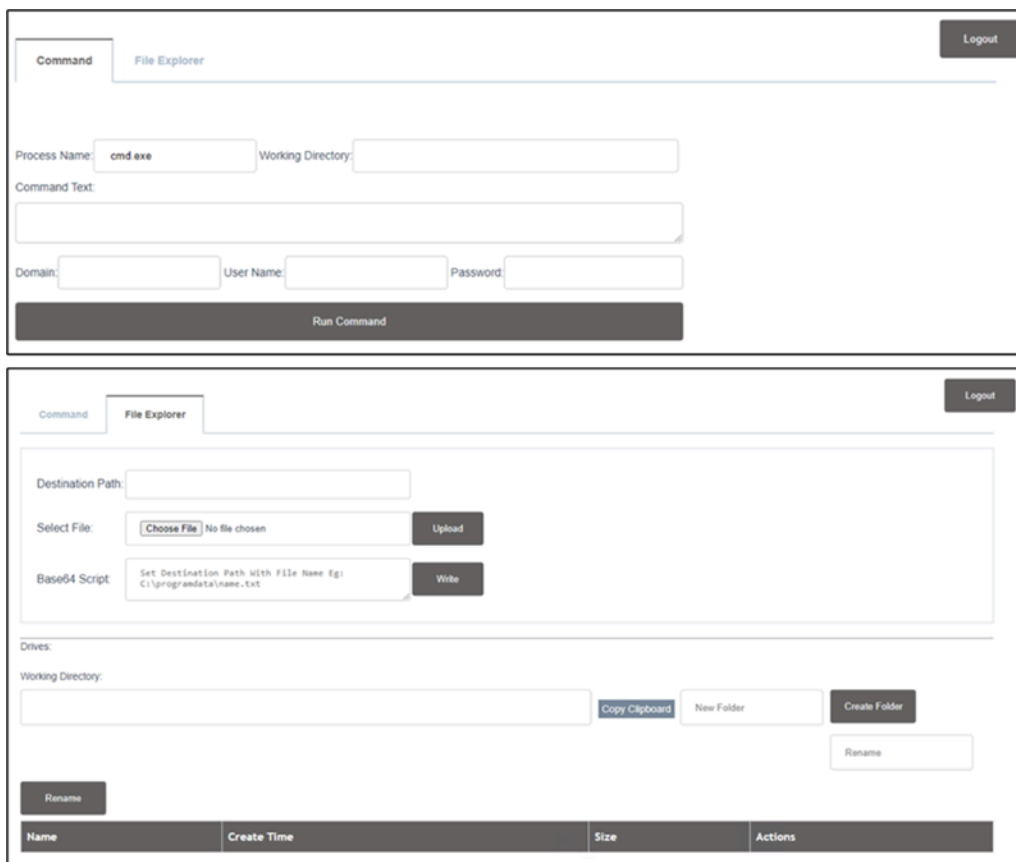 Logout
Command File Explorer
Process Name: cmd.exe Working Directory:
Command Text:
Domain: User Name: Password:
Run Command
Logout
Command File Explorer
Destination Path:
Select File: Choose File No file chosen Upload
Base64 Script: Set Destination Path With File Name Eg:
C:\programdata\name.txt Write
Drives:
Working Directory:
Copy Clipboard New Folder Create Folder
Rename
Rename
Name Create Time Size Actions